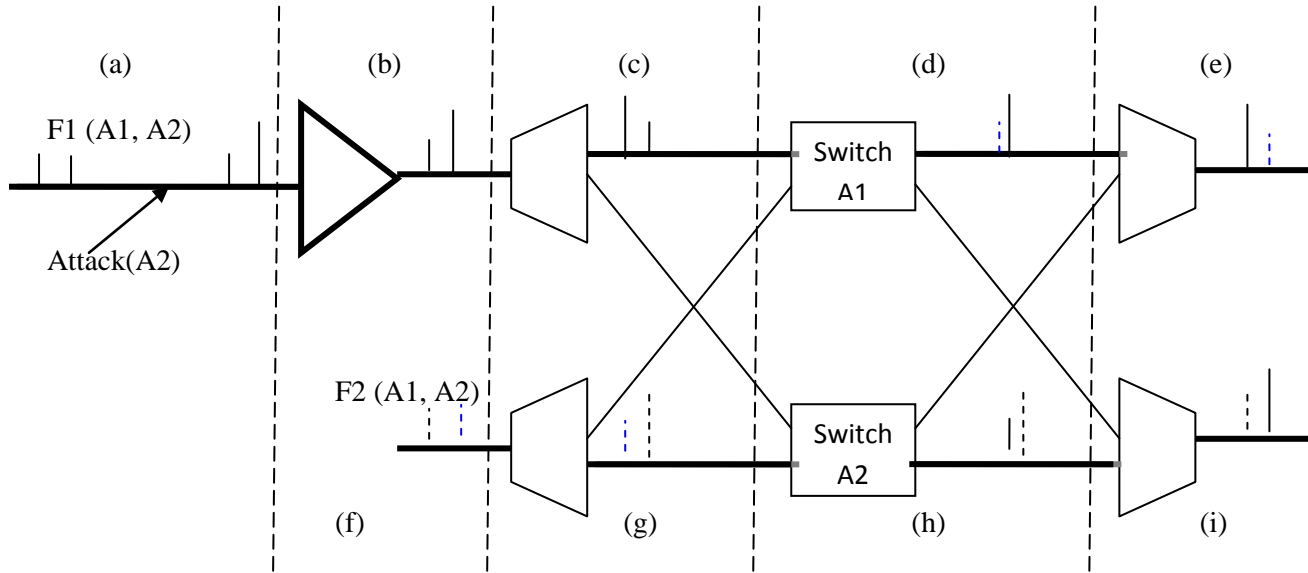 (a)
(b)
(c)
(d)
(e)
F1 (A1, A2)
Switch
A1
Attack(A2)
F2 (A1, A2)
Switch
A2
(f)
(g)
(h)
(i)